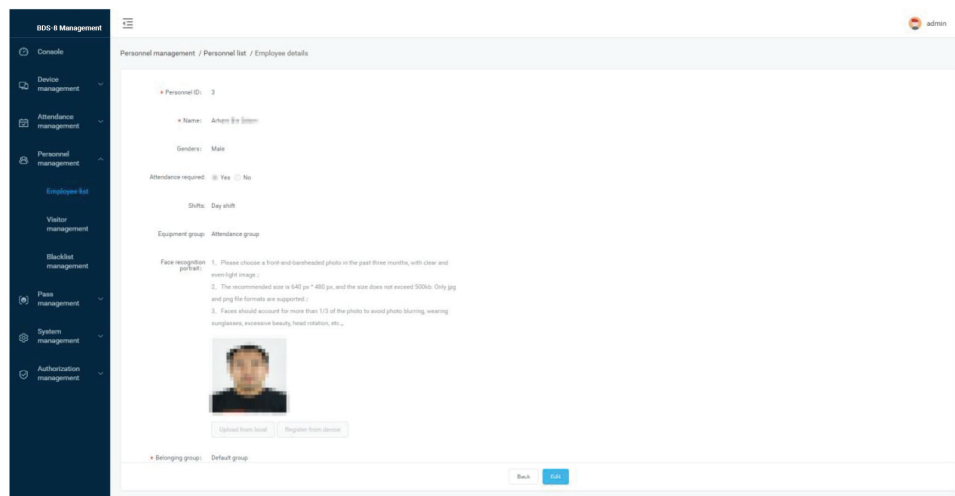 BDS-8 Management
admin
Console
Device
management
Attendance
management
Personnel
management
Employee list
Visitor
management
Blacklist
management
Pass
management
System
management
Authorization
management
Personnel management / Personnel list / Employee details
* Personnel ID: 3
* Name:
Genders: Male
Attendance required: Yes No
Shifts: Day shift
Equipment group: Attendance group
Face recognition
portrait:
1、Please choose a front-and-bareheaded photo in the past three months, with clear and
even-light image ;
2、The recommended size is 640 px * 480 px, and the size does not exceed 500kb. Only jpg
and png file formats are supported ;
3、Faces should account for more than 1/3 of the photo to avoid photo blurring, wearing
sunglasses, excessive beauty, head rotation, etc.。
Upload from local Register from device
* Belonging group: Default group
Back Edit